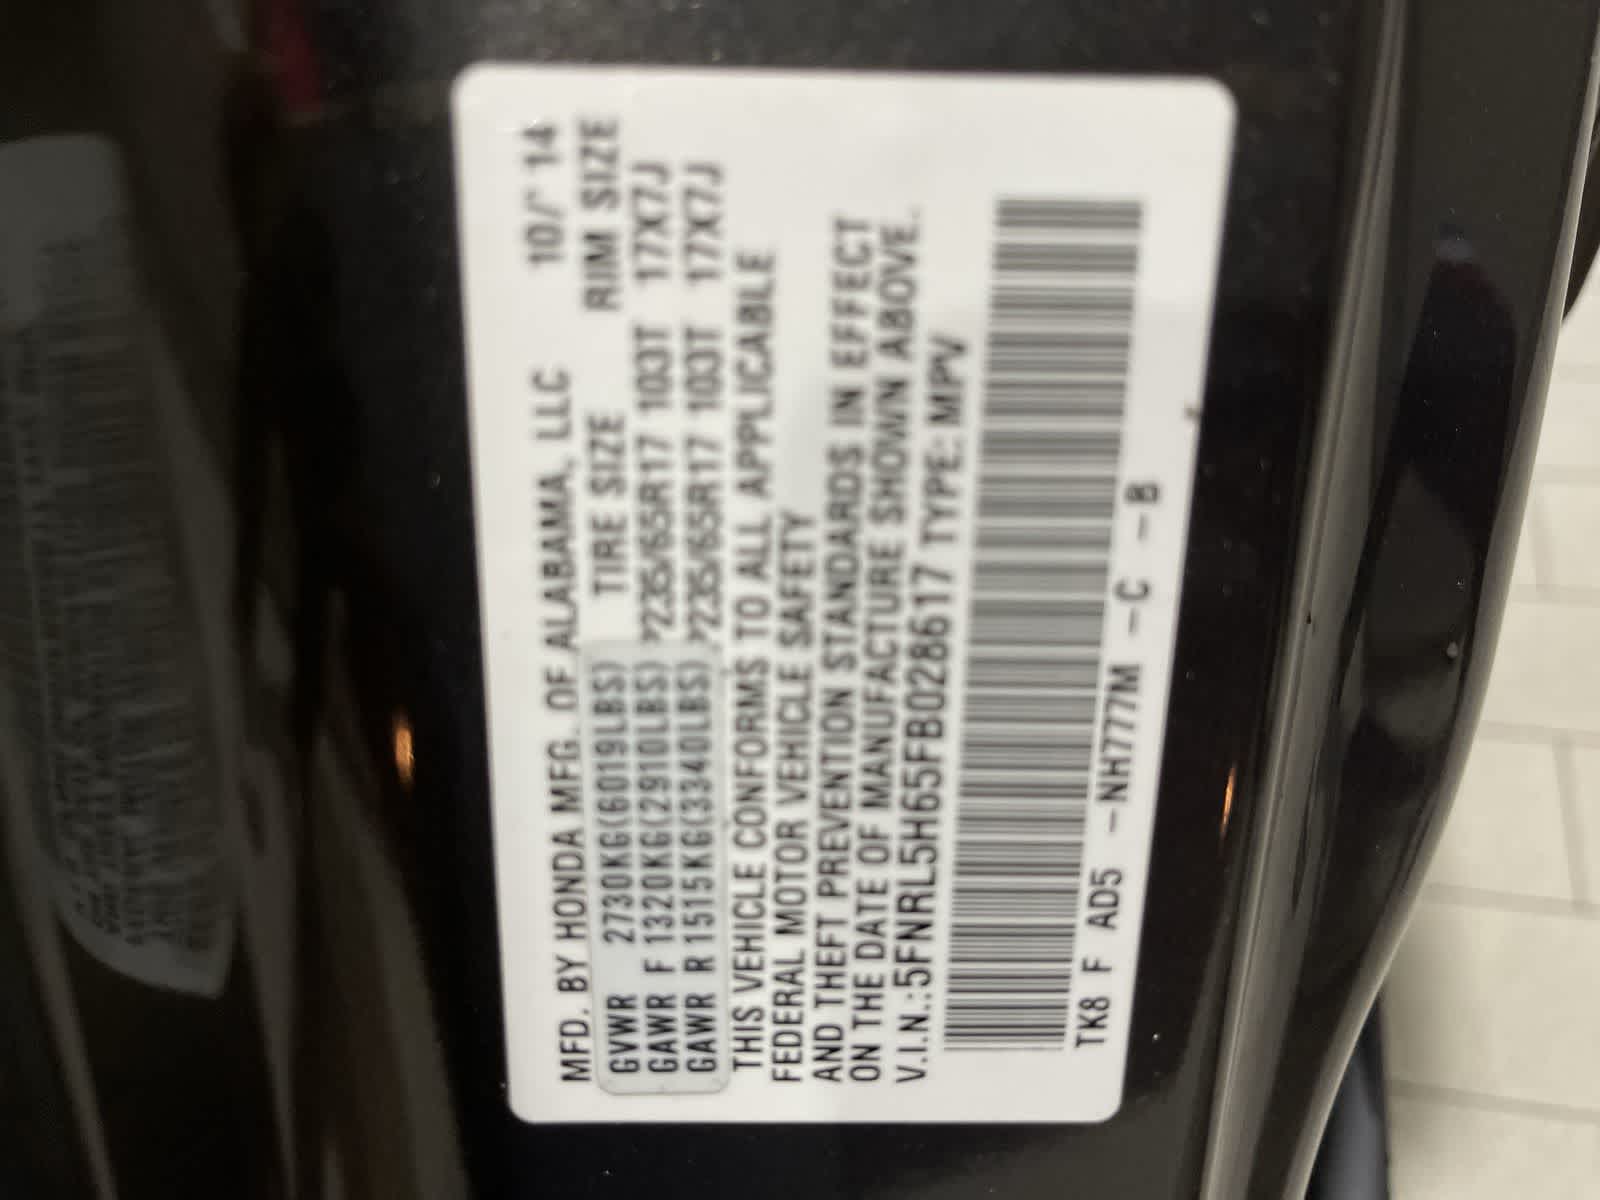 MFD. BY HONDA MFG. OF ALABAMA, LLC 10/'14
TIRE SIZE RIM SIZE
GVWR 2730KG(6019LBS)
GAWR F 1320KG(2910LBS) P235/65R17 103T 17X7J
GAWR R 1515KG(3340LBS) P235/65R17 103T 17X7J
THIS VEHICLE CONFORMS TO ALL APPLICABLE
FEDERAL MOTOR VEHICLE SAFETY
AND THEFT PREVENTION STANDARDS IN EFFECT
ON THE DATE OF MANUFACTURE SHOWN ABOVE.
V.I.N.:5FNRL5H65FB028617 TYPE: MPV
TK8 F AD5 -NH777M -C -B